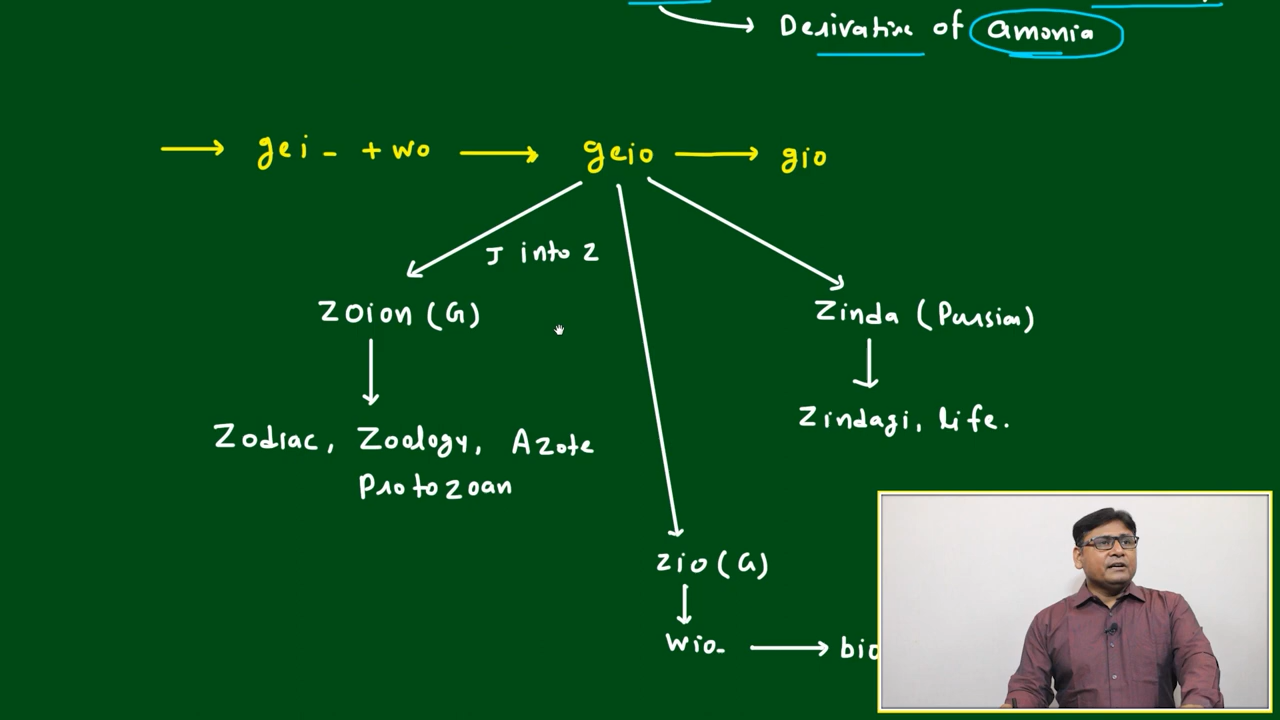 Derivative of amonia
gei - + wo → geio → gio
J into Z
Zoion (G)
Zinda (Persian)
Zodiac, Zoology, Azote
Protozoan
Zindagi, life.
Zio (G)
Wio- → bio